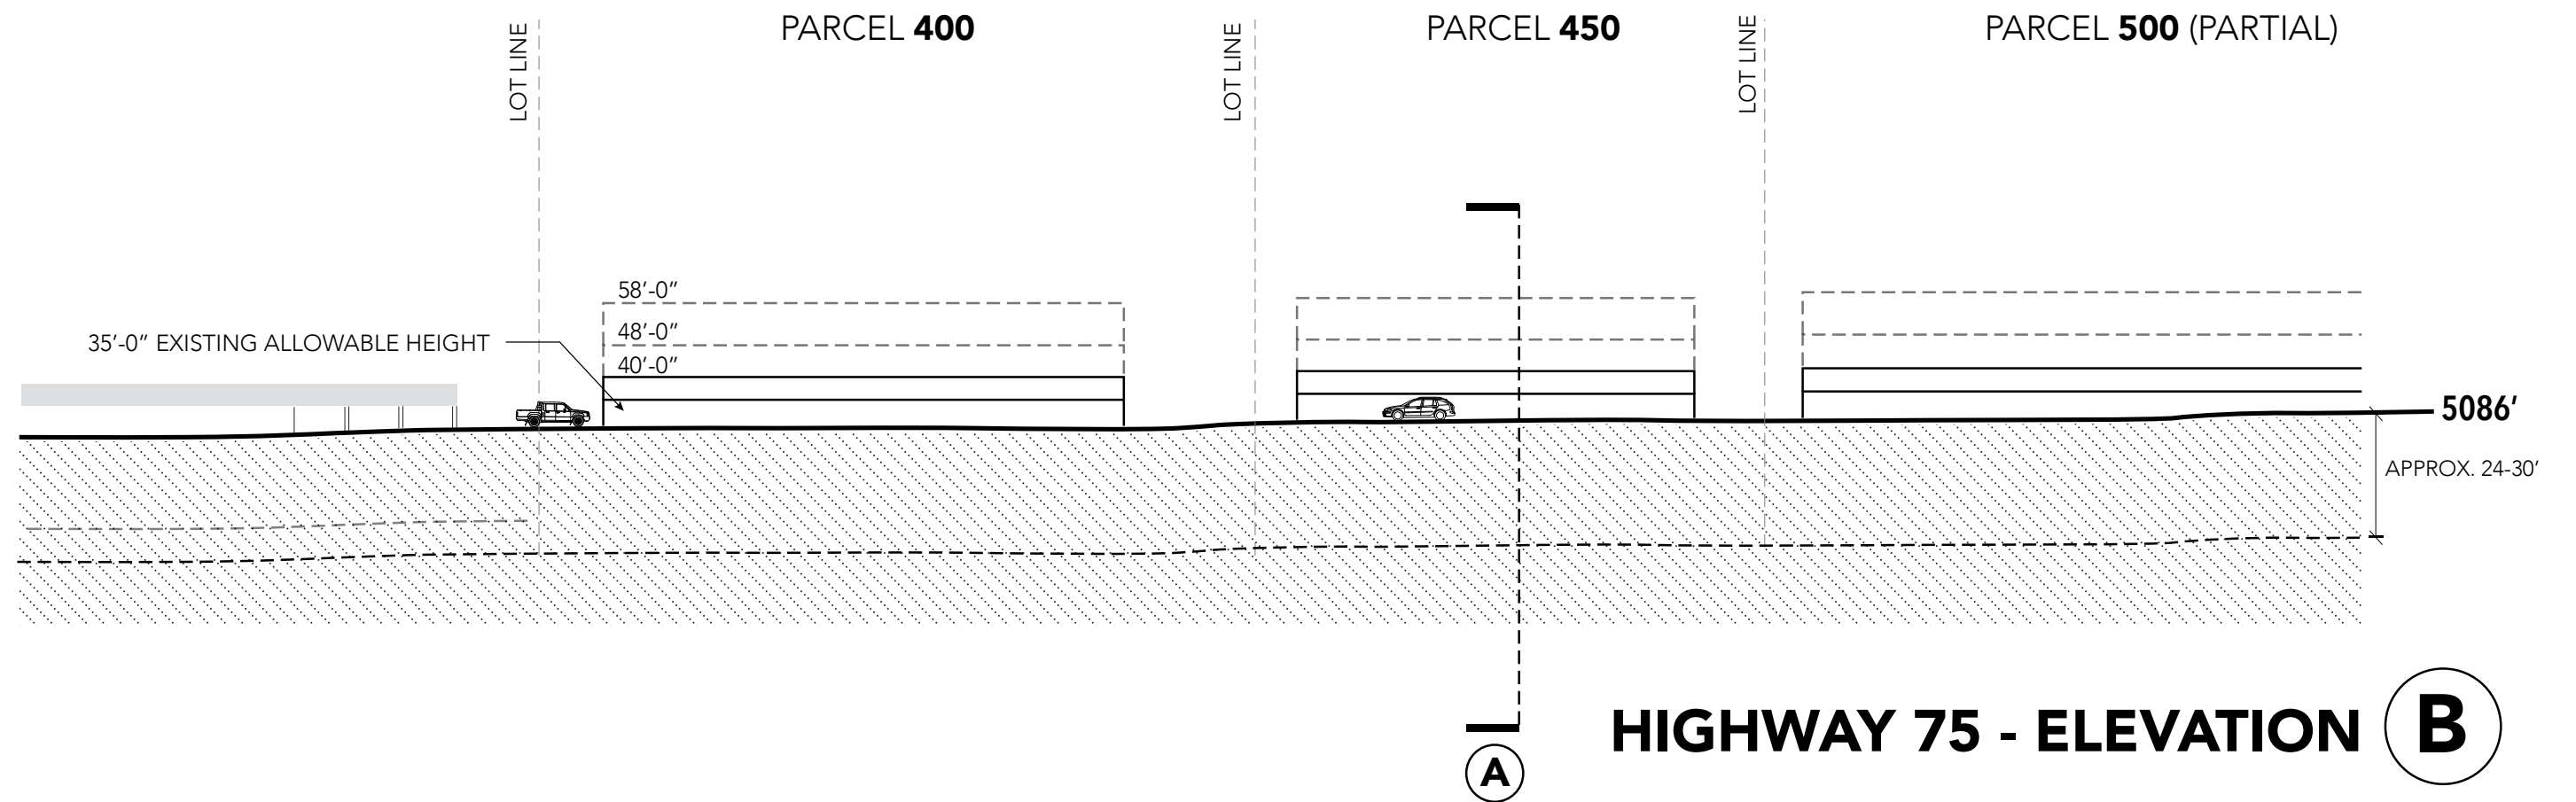 PARCEL 400
PARCEL 450
PARCEL 500 (PARTIAL)
LOT LINE
LOT LINE
LOT LINE
58’-0”
48’-0”
40’-0”
35’-0” EXISTING ALLOWABLE HEIGHT
5086’
APPROX. 24-30’
HIGHWAY 75 - ELEVATION
B
A